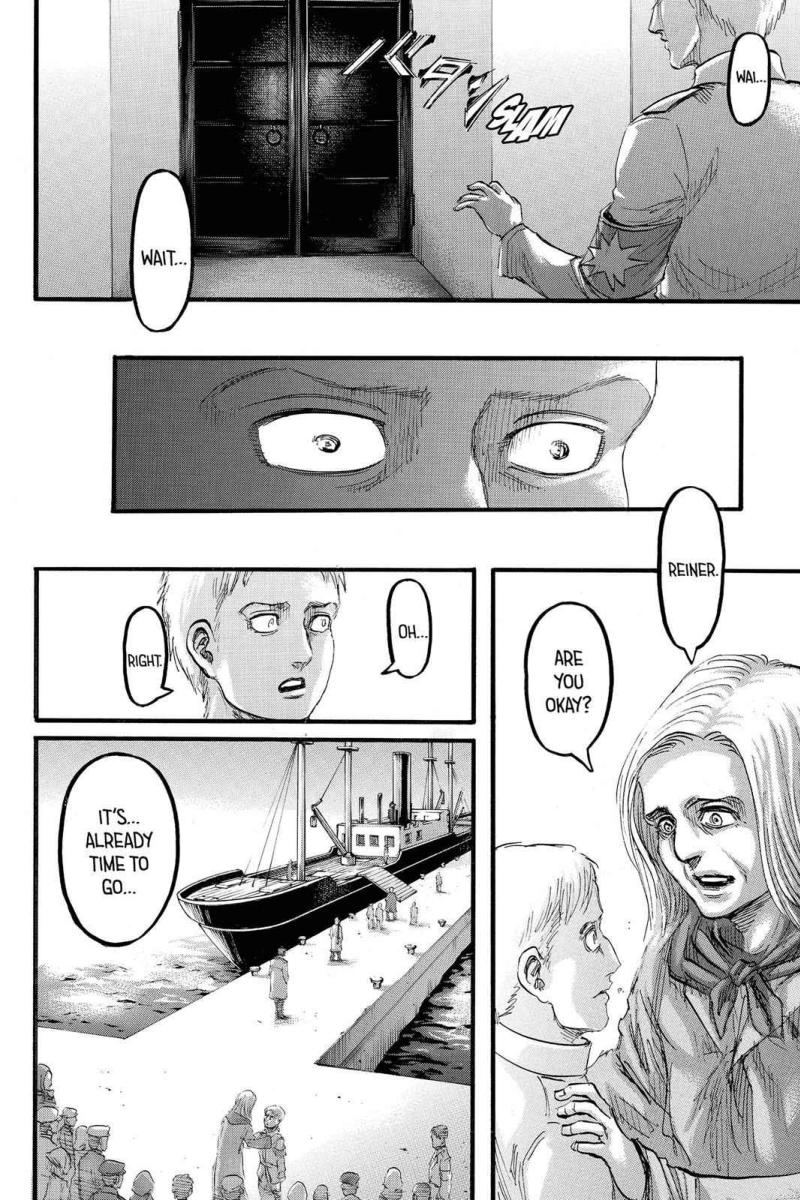 WAI...
バタン
SLAM
WAIT...
REINER.
ARE
YOU
OKAY?
OH...
RIGHT.
IT'S...
ALREADY
TIME TO
GO...